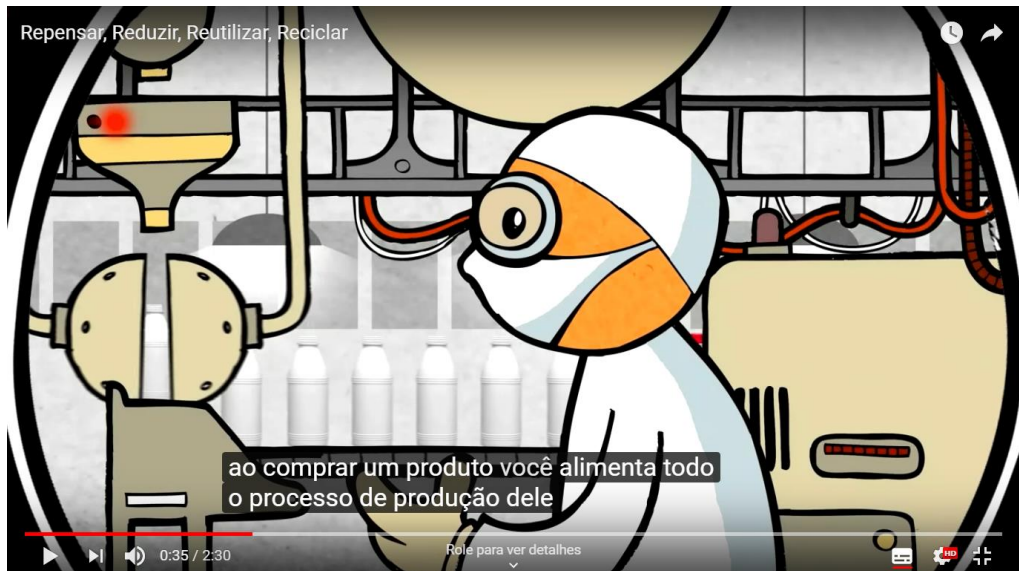 Repensar, Reduzir, Reutilizar, Reciclar
ao comprar um produto você alimenta todo
o processo de produção dele
0:35 / 2:30
Role para ver detalhes
HD